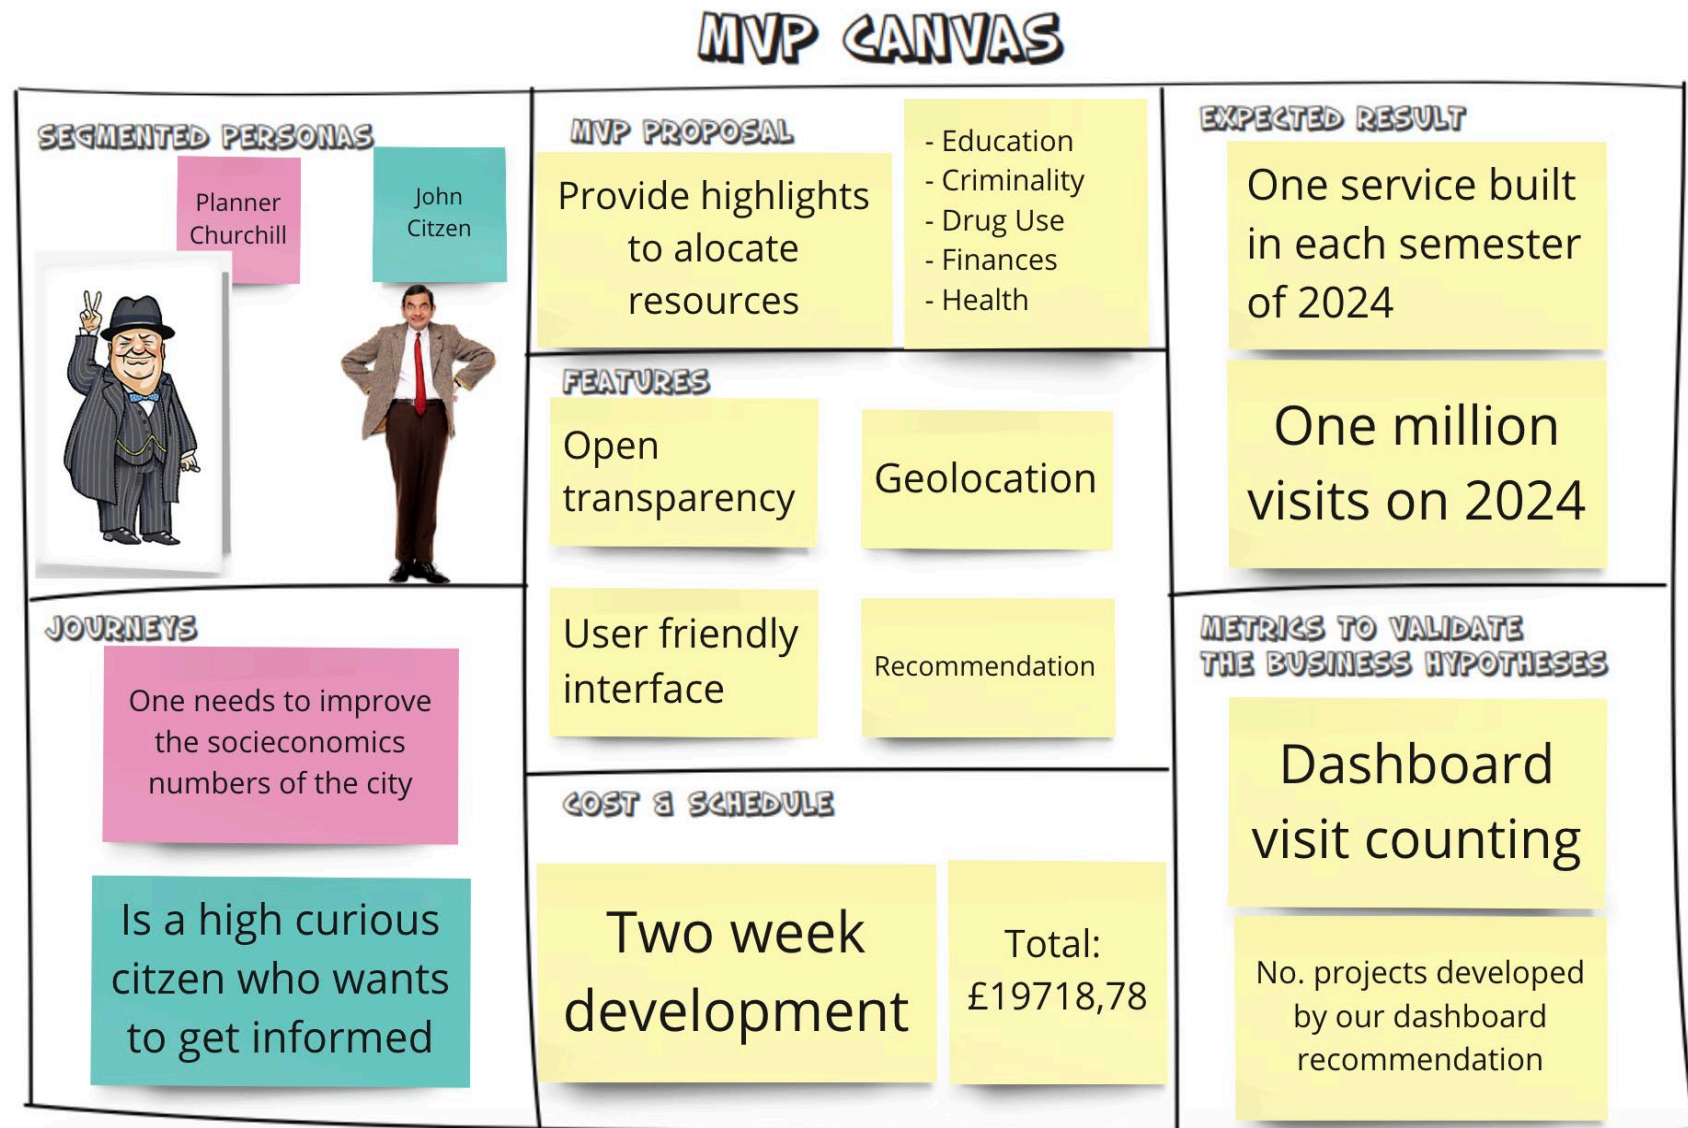 MVP CANVAS
SEGMENTED PERSONAS
Planner
Churchill
John
Citzen
JOURNEYS
One needs to improve
the socieconomics
numbers of the city
Is a high curious
citzen who wants
to get informed
MVP PROPOSAL
Provide highlights
to alocate
resources
- Education
- Criminality
- Drug Use
- Finances
- Health
FEATURES
Open
transparency
Geolocation
User friendly
interface
Recommendation
COST & SCHEDULE
Two week
development
Total:
£19718,78
EXPECTED RESULT
One service built
in each semester
of 2024
One million
visits on 2024
METRICS TO VALIDATE
THE BUSINESS HYPOTHESES
Dashboard
visit counting
No. projects developed
by our dashboard
recommendation